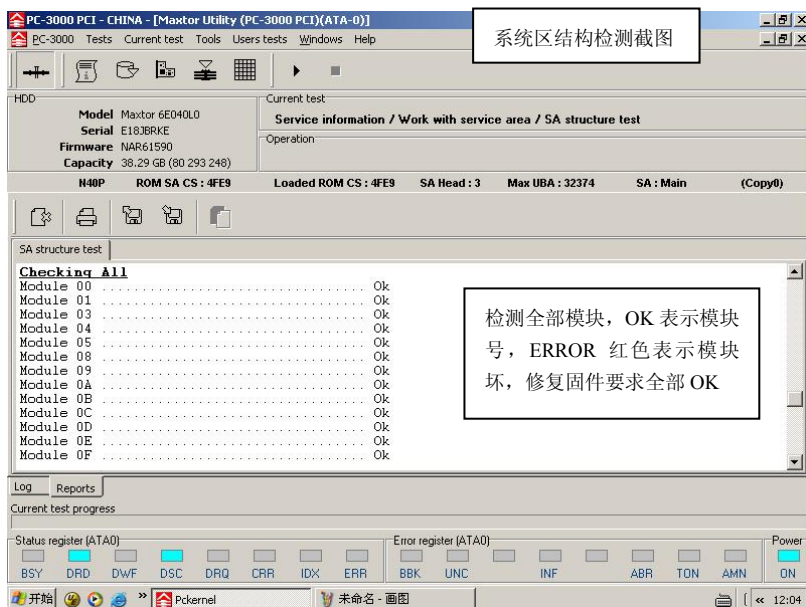 PC-3000 PCI - CHINA - [Maxtor Utility (PC-3000 PCI)(ATA-0)]
PC-3000 Tests Current test Tools Users tests Windows Help
系统区结构检测截图
HDD
Model Maxtor 6E040L0
Serial E18JBRKE
Firmware NAR61590
Capacity 38.29 GB (80 293 248)
Current test
Service information / Work with service area / SA structure test
Operation
N40P ROM SA CS : 4FE9 Loaded ROM CS : 4FE9 SA Head : 3 Max UBA : 32374 SA : Main (Copy0)
SA structure test
Checking All
Module 00 ................................ Ok
Module 01 ................................ Ok
Module 03 ................................ Ok
Module 04 ................................ Ok
Module 05 ................................ Ok
Module 08 ................................ Ok
Module 09 ................................ Ok
Module 0A ................................ Ok
Module 0B ................................ Ok
Module 0C ................................ Ok
Module 0D ................................ Ok
Module 0E ................................ Ok
Module 0F ................................ Ok
检测全部模块，OK 表示模块
号，ERROR 红色表示模块
坏，修复固件要求全部 OK
Log Reports
Current test progress
Status register (ATA0) Error register (ATA0) Power
BSY DRD DWF DSC DRQ CRR IDX ERR BBK UNC INF ABR TON AMN ON
开始 » Pckernel 未命名 - 画图 « 12:04